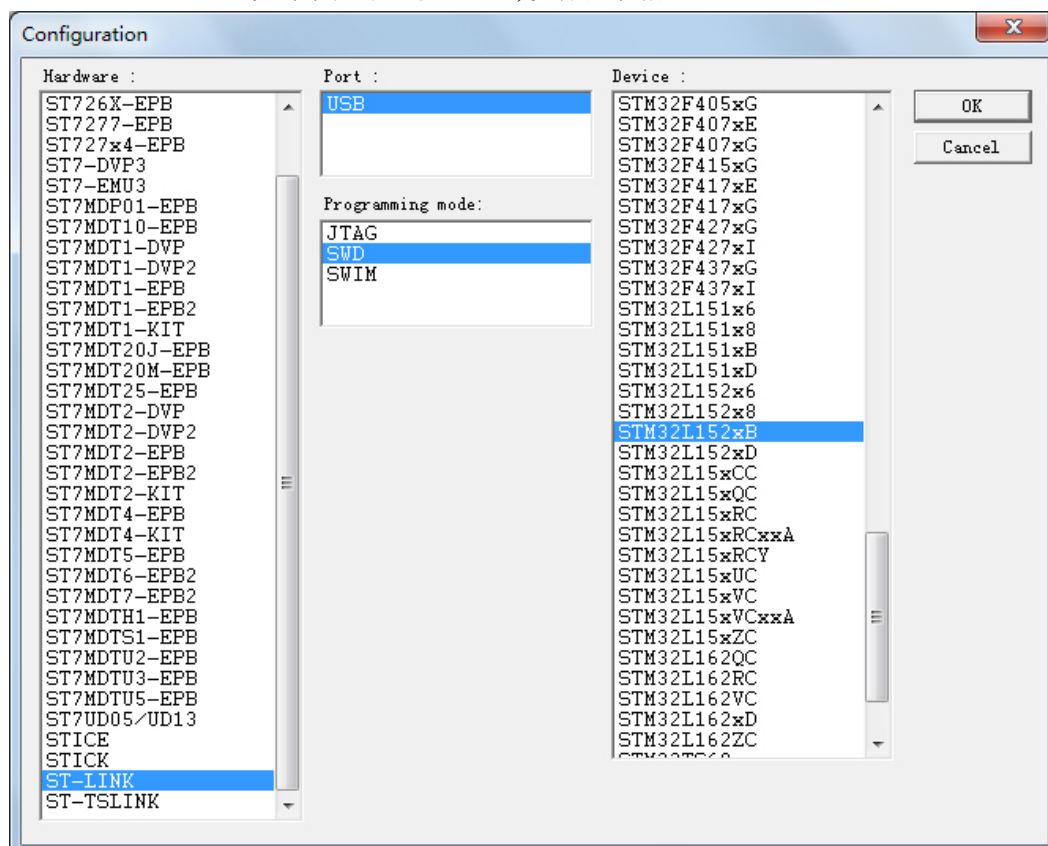 Configuration
Hardware :
ST726X-EPB
ST7277-EPB
ST727x4-EPB
ST7-DVP3
ST7-EMU3
ST7MDP01-EPB
ST7MDT10-EPB
ST7MDT1-DVP
ST7MDT1-DVP2
ST7MDT1-EPB
ST7MDT1-EPB2
ST7MDT1-KIT
ST7MDT20J-EPB
ST7MDT20M-EPB
ST7MDT25-EPB
ST7MDT2-DVP
ST7MDT2-DVP2
ST7MDT2-EPB
ST7MDT2-EPB2
ST7MDT2-KIT
ST7MDT4-EPB
ST7MDT4-KIT
ST7MDT5-EPB
ST7MDT6-EPB2
ST7MDT7-EPB2
ST7MDTH1-EPB
ST7MDTS1-EPB
ST7MDTU2-EPB
ST7MDTU3-EPB
ST7MDTU5-EPB
ST7UD05/UD13
STICE
STICK
ST-LINK
ST-TSLINK
Port :
USB
Programming mode:
JTAG
SWD
SWIM
Device :
STM32F405xG
STM32F407xE
STM32F407xG
STM32F415xG
STM32F417xE
STM32F417xG
STM32F427xG
STM32F427xI
STM32F437xG
STM32F437xI
STM32L151x6
STM32L151x8
STM32L151xB
STM32L151xD
STM32L152x6
STM32L152x8
STM32L152xB
STM32L152xD
STM32L15xCC
STM32L15xQC
STM32L15xRC
STM32L15xRCxxA
STM32L15xRCY
STM32L15xUC
STM32L15xVC
STM32L15xVCxxA
STM32L15xZC
STM32L162QC
STM32L162RC
STM32L162VC
STM32L162xD
STM32L162ZC
OK
Cancel